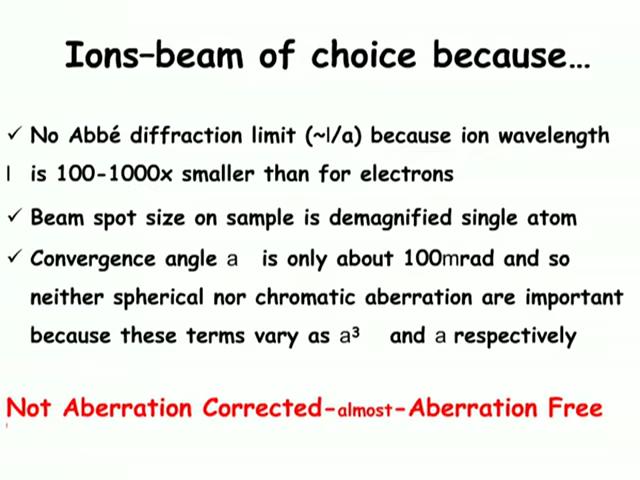 Ions–beam of choice because…
✓ No Abbé diffraction limit (~l/a) because ion wavelength
l is 100-1000x smaller than for electrons
✓ Beam spot size on sample is demagnified single atom
✓ Convergence angle a is only about 100mrad and so
neither spherical nor chromatic aberration are important
because these terms vary as a³ and a respectively
Not Aberration Corrected-almost-Aberration Free